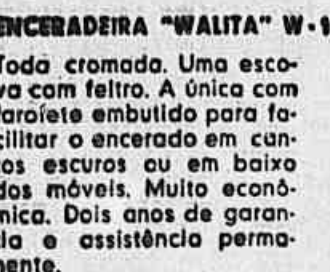 ENCERADEIRA "WALITA" W-1
Toda cromada. Uma esco-
va com feltro. A única com
farolete embutido para fa-
cilitar o encerado em can-
tos escuros ou em baixo
dos móveis. Muito econô-
mica. Dois anos de garan-
tia e assistência perma-
nente.